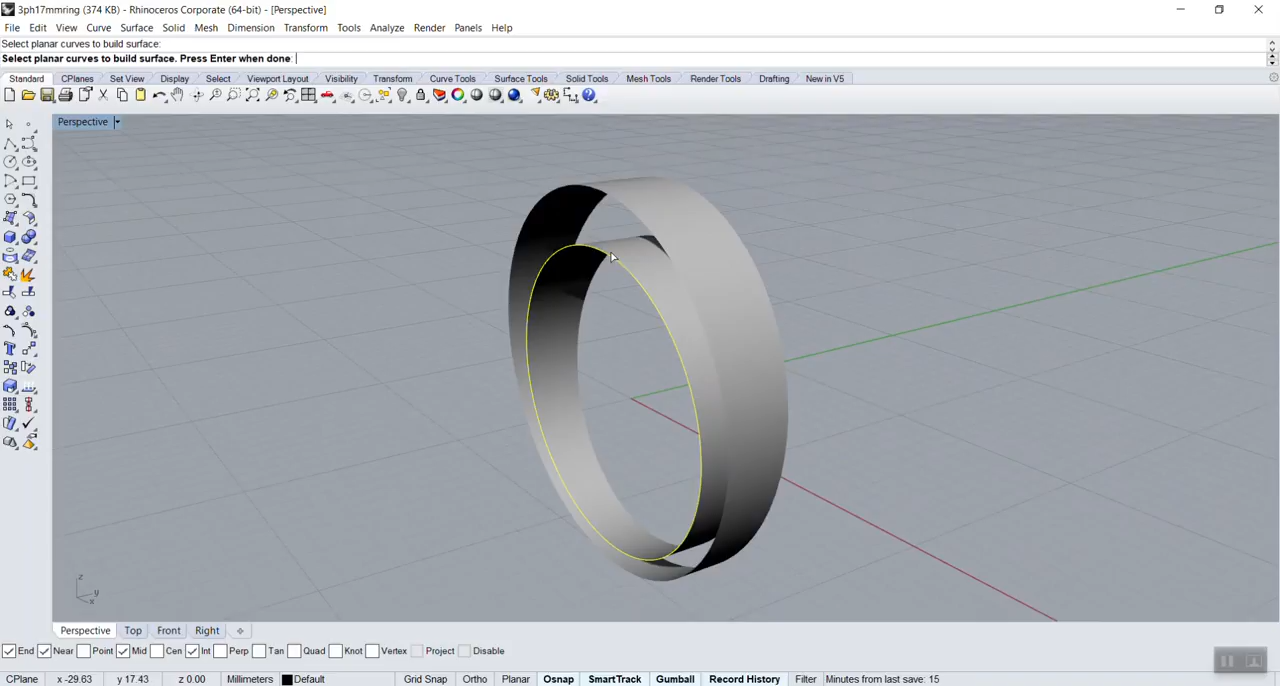 3ph17mmring (374 KB) - Rhinoceros Corporate (64-bit) - [Perspective]
File Edit View Curve Surface Solid Mesh Dimension Transform Tools Analyze Render Panels Help
Select planar curves to build surface:
Select planar curves to build surface. Press Enter when done:
Standard CPlanes Set View Display Select Viewport Layout Visibility Transform Curve Tools Surface Tools Solid Tools Mesh Tools Render Tools Drafting New in V5
Perspective
z
y
x
Perspective Top Front Right
End Near Point Mid Cen Int Perp Tan Quad Knot Vertex Project Disable
CPlane x -29.63 y 17.43 z 0.00 Millimeters Default Grid Snap Ortho Planar Osnap SmartTrack Gumball Record History Filter Minutes from last save: 15